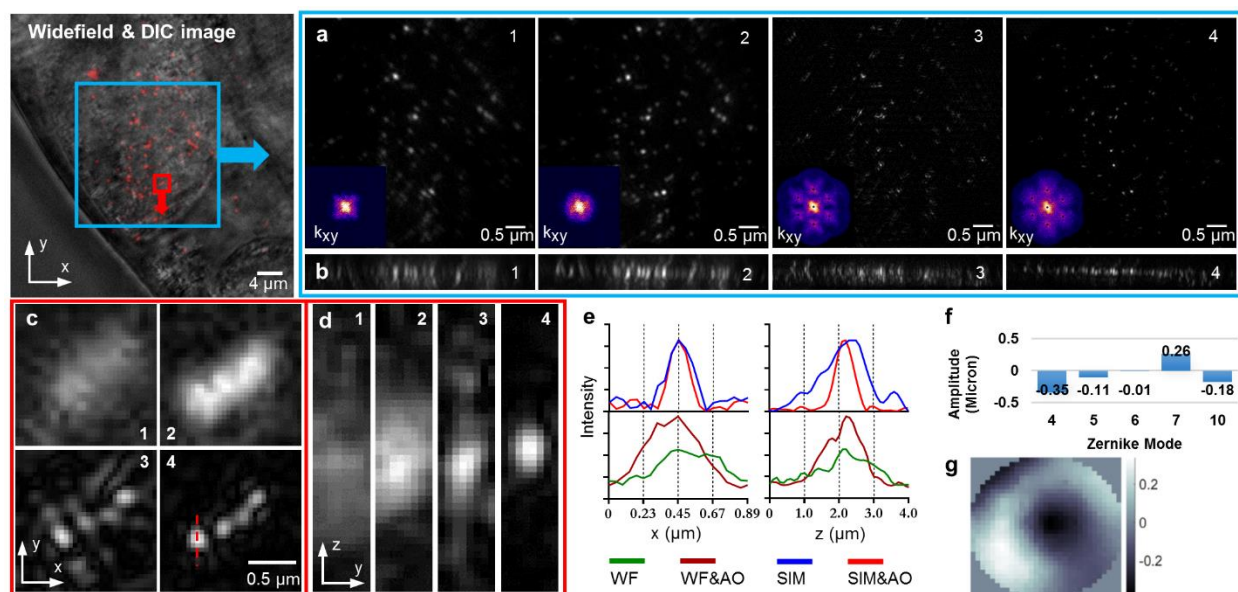 Widefield & DIC image
y
x
4 µm
a
1
2
3
4
kxy
kxy
kxy
kxy
0.5 µm
0.5 µm
0.5 µm
0.5 µm
b
1
2
3
4
c
1
2
3
4
y
x
0.5 µm
d
1
2
3
4
z
y
e
Intensity
0 0.23 0.45 0.67 0.89
x (µm)
0 1.0 2.0 3.0 4.0
z (µm)
WF
WF&AO
SIM
SIM&AO
f
Amplitude
(Micron)
0.5
0
-0.5
-0.35
-0.11
-0.01
0.26
-0.18
4 5 6 7 10
Zernike Mode
g
0.2
0
-0.2